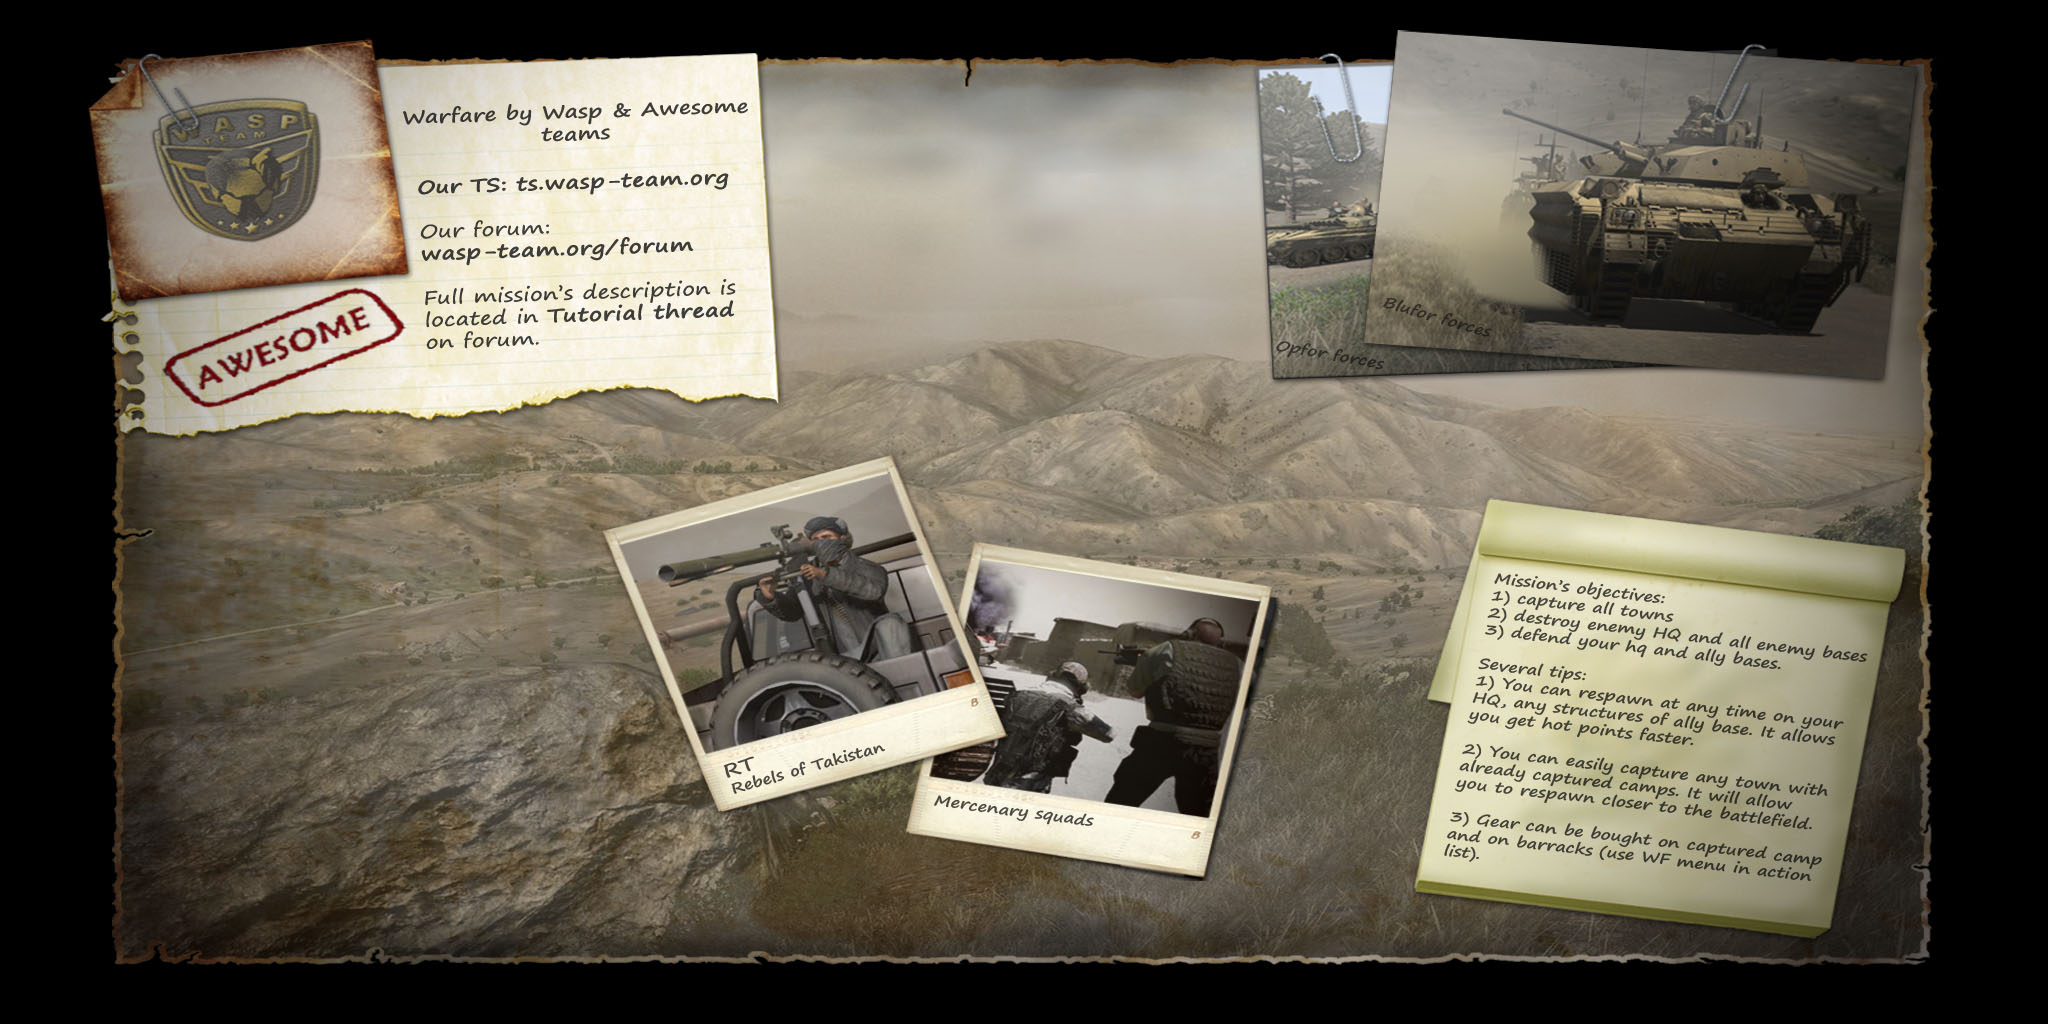 WASP
TEAM
Warfare by Wasp & Awesome
teams
Our TS: ts.wasp-team.org
Our forum:
wasp-team.org/forum
Full mission's description is
located in Tutorial thread
on forum.
AWESOME
Opfor forces
Blufor forces
RT
Rebels of Takistan
B
Mercenary squads
B
Mission's objectives:
1) capture all towns
2) destroy enemy HQ and all enemy bases
3) defend your hq and ally bases.
Several tips:
1) You can respawn at any time on your
HQ, any structures of ally base. It allows
you get hot points faster.
2) You can easily capture any town with
already captured camps. It will allow
you to respawn closer to the battlefield.
3) Gear can be bought on captured camp
and on barracks (use WF menu in action
list).